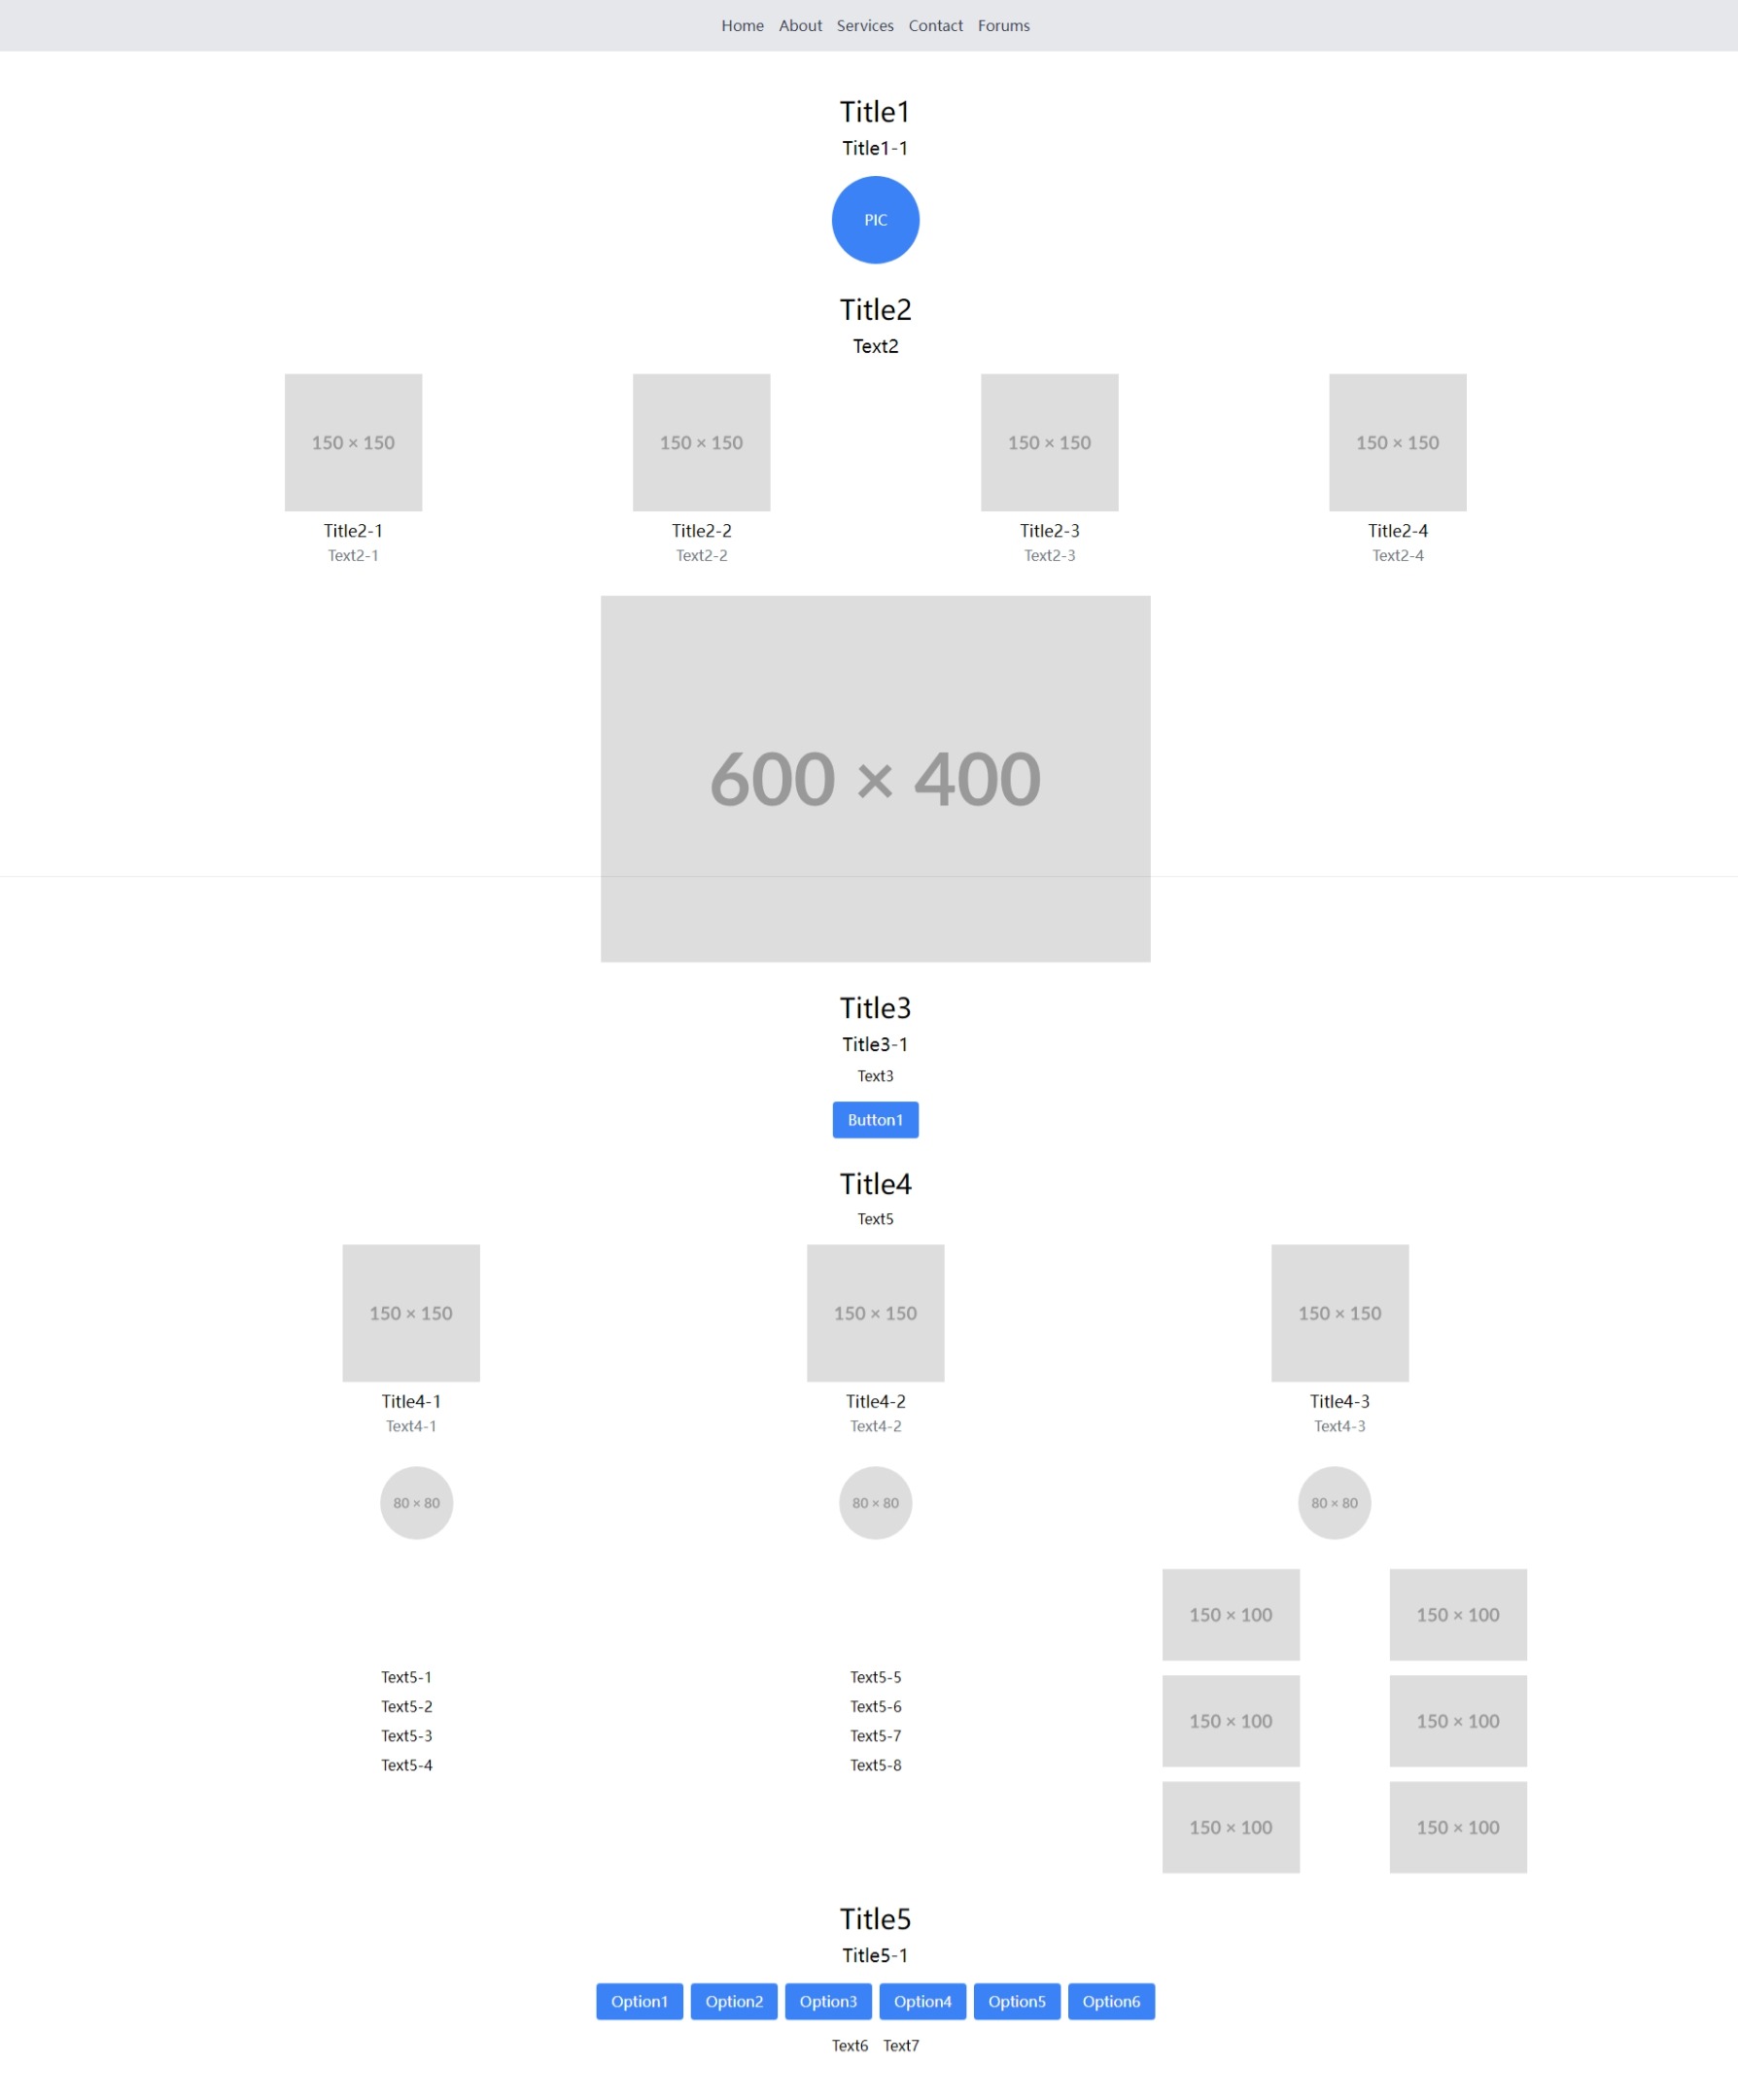 Home About Services Contact Forums
Title1
Title1-1
PIC
Title2
Text2
150 × 150 150 × 150 150 × 150 150 × 150
Title2-1 Title2-2 Title2-3 Title2-4
Text2-1 Text2-2 Text2-3 Text2-4
600 × 400
Title3
Title3-1
Text3
Button1
Title4
Text5
150 × 150 150 × 150 150 × 150
Title4-1 Title4-2 Title4-3
Text4-1 Text4-2 Text4-3
80 × 80 80 × 80 80 × 80
Text5-1
Text5-2
Text5-3
Text5-4
Text5-5
Text5-6
Text5-7
Text5-8
150 × 100 150 × 100
150 × 100 150 × 100
150 × 100 150 × 100
Title5
Title5-1
Option1 Option2 Option3 Option4 Option5 Option6
Text6 Text7